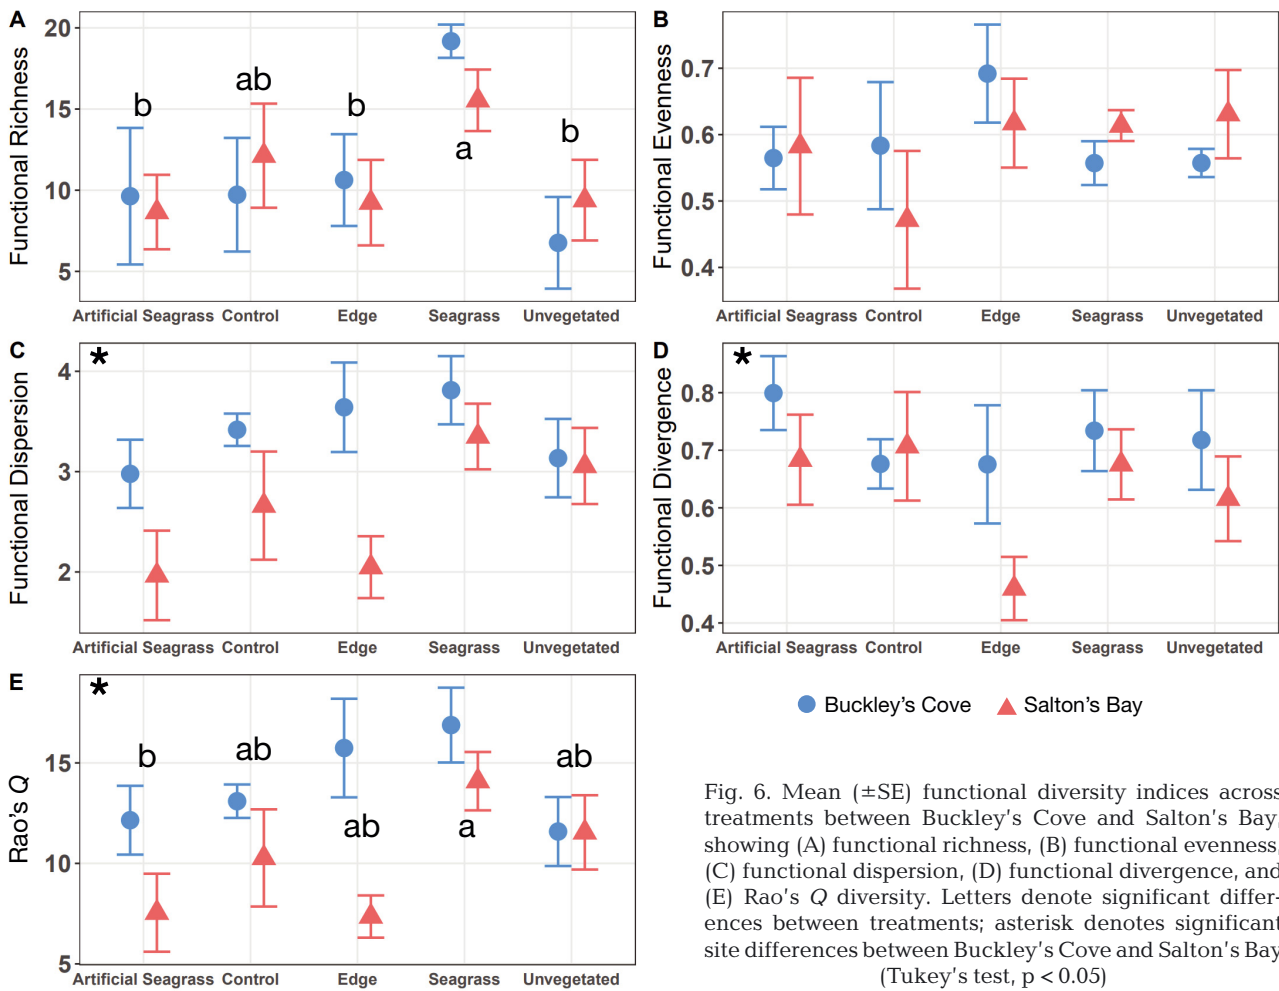 A
Functional Richness
20
15
10
5
b
ab
b
a
b
Artificial Seagrass Control Edge Seagrass Unvegetated
B
Functional Evenness
0.7
0.6
0.5
0.4
Artificial Seagrass Control Edge Seagrass Unvegetated
C
*
Functional Dispersion
4
3
2
Artificial Seagrass Control Edge Seagrass Unvegetated
D
*
Functional Divergence
0.8
0.7
0.6
0.5
0.4
Artificial Seagrass Control Edge Seagrass Unvegetated
E
*
Rao's Q
15
10
5
b
ab
ab
a
ab
Artificial Seagrass Control Edge Seagrass Unvegetated
Buckley's Cove Salton's Bay
Fig. 6. Mean (±SE) functional diversity indices across
treatments between Buckley's Cove and Salton's Bay,
showing (A) functional richness, (B) functional evenness,
(C) functional dispersion, (D) functional divergence, and
(E) Rao's Q diversity. Letters denote significant differ-
ences between treatments; asterisk denotes significant
site differences between Buckley's Cove and Salton's Bay
(Tukey's test, p < 0.05)